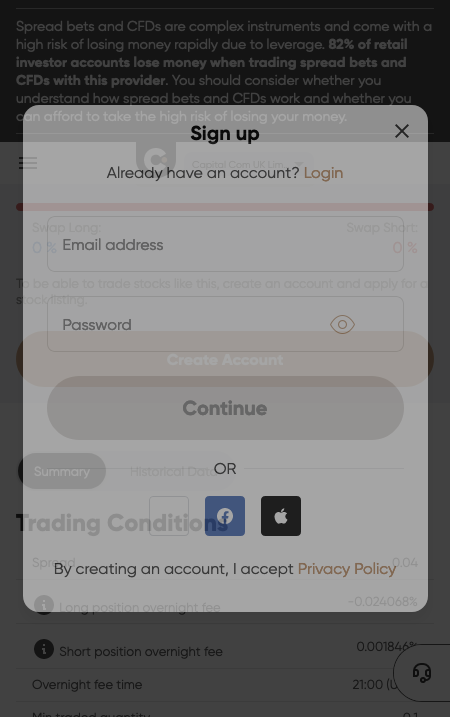 Spread bets and CFDs are complex instruments and come with a
high risk of losing money rapidly due to leverage. 82% of retail
investor accounts lose money when trading spread bets and
CFDs with this provider. You should consider whether you
understand how spread bets and CFDs work and whether you
can afford to take the high risk of losing your money.
Sign up
Capital Com UK Lim
Already have an account? Login
Swap Long: Swap Short:
0 % 0 %
Email address
To be able to trade stocks like this, create an account and apply for a
stock listing.
Password
Create Account
Continue
OR
Summary Historical Data
Trading Conditions
Spread 0.04
By creating an account, I accept Privacy Policy
Long position overnight fee -0.024068%
Short position overnight fee 0.001846%
Overnight fee time 21:00 (U
Min traded quantity 0.1